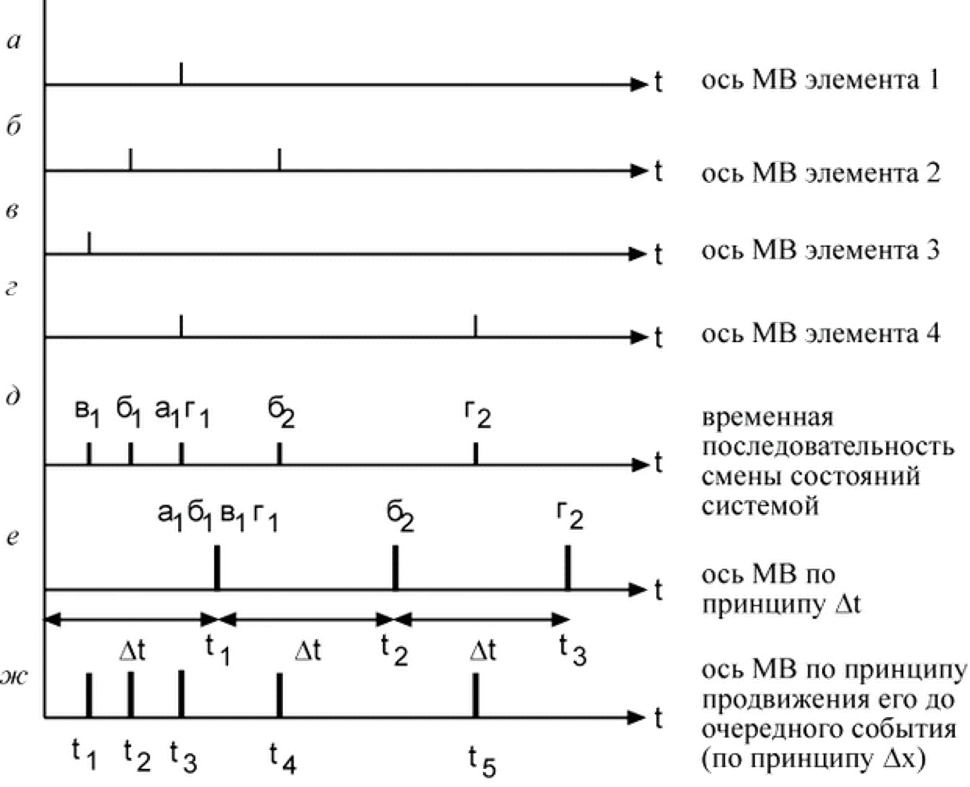 а
t ось МВ элемента 1
б
t ось МВ элемента 2
в
t ось МВ элемента 3
г
t ось МВ элемента 4
д
в1 б1 а1г1 б2 г2
временная
последовательность
t
смены состояний
системой
а1б1в1г1 б2 г2
е
ось МВ по
t
принципу Δt
t1 t2 t3
Δt Δt Δt
ж
ось МВ по принципу
продвижения его до
t
очередного события
(по принципу Δx)
t1 t2 t3 t4 t5